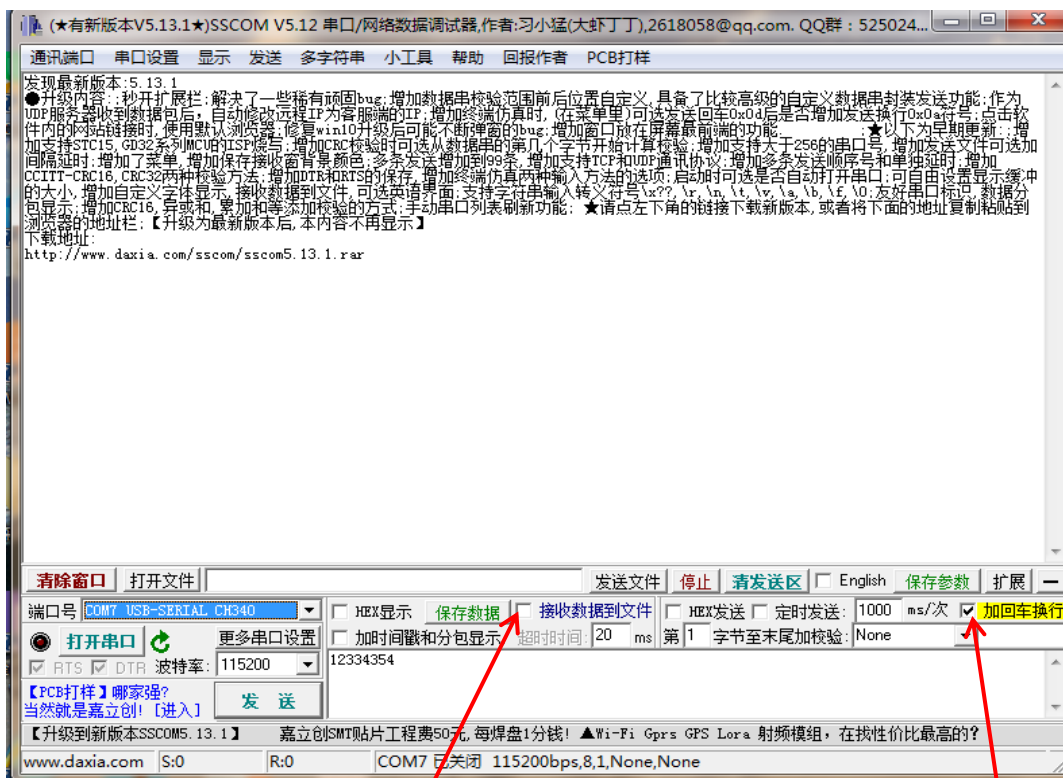 (★有新版本V5.13.1★)SSCOM V5.12 串口/网络数据调试器,作者:习小猛(大虾丁丁),2618058@qq.com. QQ群：525024...
通讯端口 串口设置 显示 发送 多字符串 小工具 帮助 回报作者 PCB打样
发现最新版本:5.13.1
●升级内容:;秒开扩展栏;解决了一些稀有顽固bug;增加数据串校验范围前后位置自定义,具备了比较高级的自定义数据串封装发送功能;作为
UDP服务器收到数据包后，自动修改远程IP为客服端的IP;增加终端仿真时,(在菜单里)可选发送回车0x0d后是否增加发送换行0x0a符号;点击软
件内的网站链接时,使用默认浏览器;修复win10升级后可能不断弹窗的bug;增加窗口放在屏幕最前端的功能 ;★以下为早期更新:;增
加支持STC15,GD32系列MCU的ISP烧写;增加CRC校验时可选从数据串的第几个字节开始计算校验;增加支持大于256的串口号,增加发送文件可选加
间隔延时;增加了菜单,增加保存接收窗背景颜色;多条发送增加到99条,增加支持TCP和UDP通讯协议;增加多条发送顺序号和单独延时;增加
CCITT-CRC16,CRC32两种校验方法;增加DTR和RTS的保存,增加终端仿真两种输入方法的选项;启动时可选是否自动打开串口;可自由设置显示缓冲
的大小,增加自定义字体显示,接收数据到文件,可选英语界面;支持字符串输入转义符号\x??,\r,\n,\t,\v,\a,\b,\f,\0;友好串口标识,数据分
包显示;增加CRC16,异或和,累加和等添加校验的方式;手动串口列表刷新功能; ★请点左下角的链接下载新版本,或者将下面的地址复制粘贴到
浏览器的地址栏;【升级为最新版本后,本内容不再显示】
下载地址:
http://www.daxia.com/sscom/sscom5.13.1.rar
清除窗口 打开文件 发送文件 停止 清发送区 English 保存参数 扩展 —
端口号 COM7 USB-SERIAL CH340 HEX显示 保存数据 接收数据到文件 HEX发送 定时发送: 1000 ms/次 加回车换行
打开串口 更多串口设置 加时间戳和分包显示 超时时间: 20 ms 第 1 字节至末尾加校验: None
RTS DTR 波特率: 115200 12334354
【PCB打样】哪家强?
当然就是嘉立创! [进入] 发 送
【升级到新版本SSCOM5.13.1】 嘉立创SMT贴片工程费50元,每焊盘1分钱! ▲Wi-Fi Gprs GPS Lora 射频模组，在找性价比最高的?
www.daxia.com S:0 R:0 COM7 已关闭 115200bps,8,1,None,None